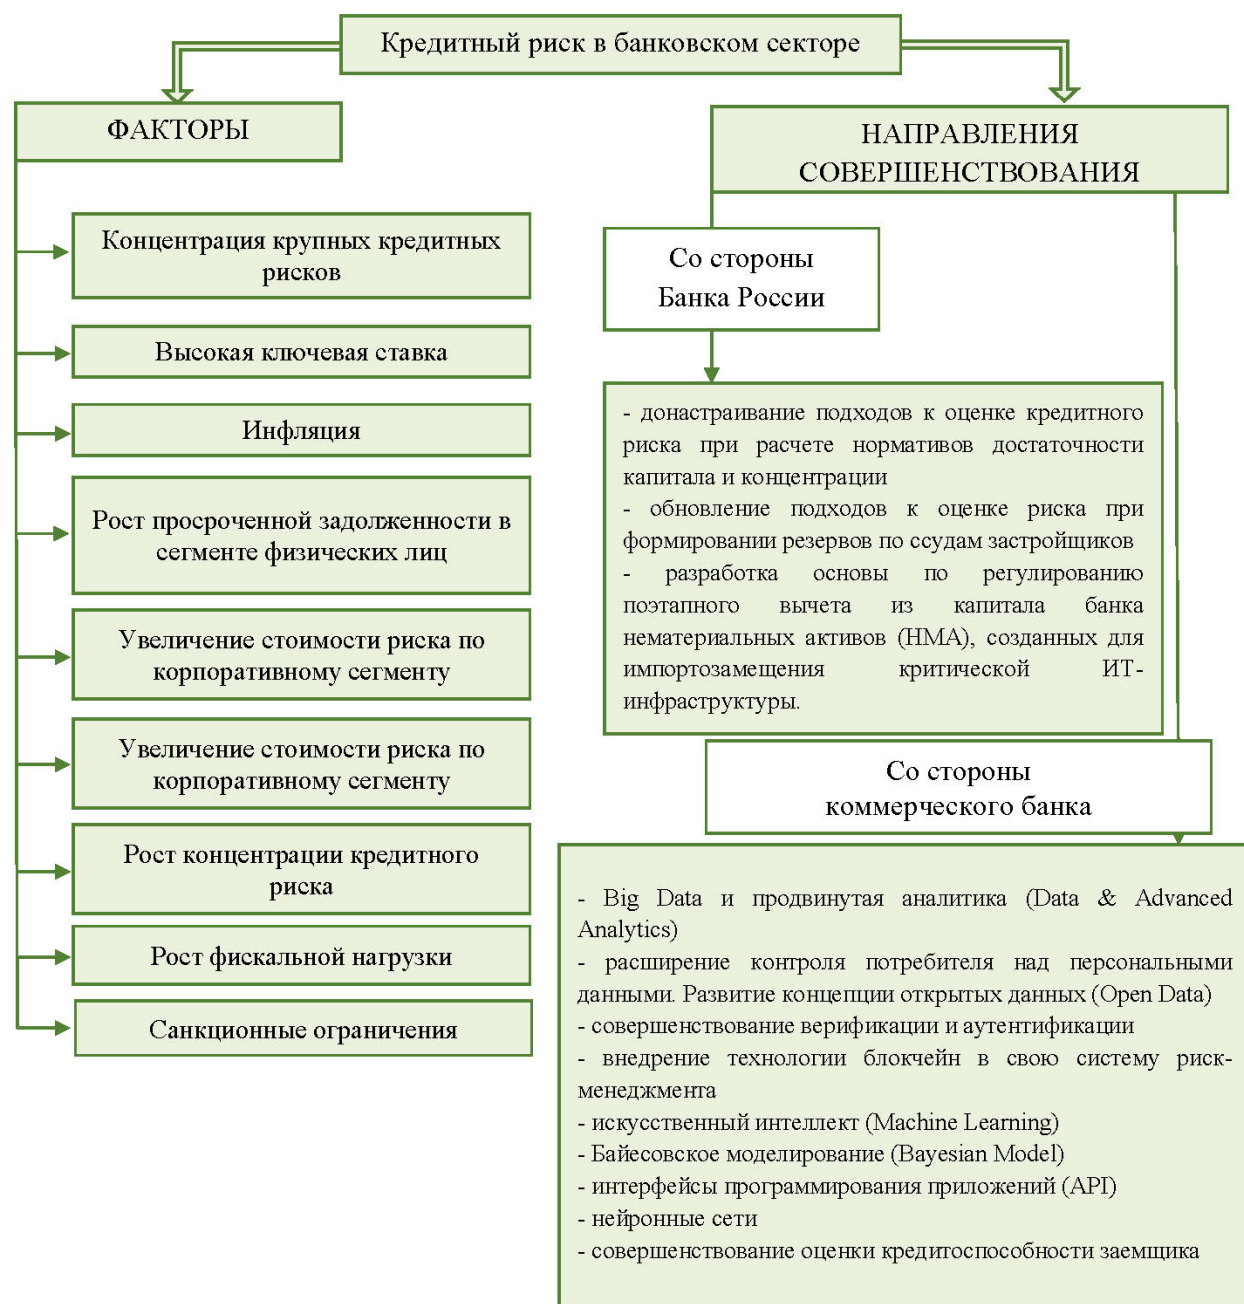 Кредитный риск в банковском секторе
ФАКТОРЫ
Концентрация крупных кредитных
рисков
Высокая ключевая ставка
Инфляция
Рост просроченной задолженности в
сегменте физических лиц
Увеличение стоимости риска по
корпоративному сегменту
Увеличение стоимости риска по
корпоративному сегменту
Рост концентрации кредитного
риска
Рост фискальной нагрузки
Санкционные ограничения
НАПРАВЛЕНИЯ
СОВЕРШЕНСТВОВАНИЯ
Со стороны
Банка России
- донастраивание подходов к оценке кредитного
риска при расчете нормативов достаточности
капитала и концентрации
- обновление подходов к оценке риска при
формировании резервов по ссудам застройщиков
- разработка основы по регулированию
поэтапного вычета из капитала банка
нематериальных активов (НМА), созданных для
импортозамещения критической ИТ-
инфраструктуры.
Со стороны
коммерческого банка
- Big Data и продвинутая аналитика (Data & Advanced
Analytics)
- расширение контроля потребителя над персональными
данными. Развитие концепции открытых данных (Open Data)
- совершенствование верификации и аутентификации
- внедрение технологии блокчейн в свою систему риск-
менеджмента
- искусственный интеллект (Machine Learning)
- Байесовское моделирование (Bayesian Model)
- интерфейсы программирования приложений (API)
- нейронные сети
- совершенствование оценки кредитоспособности заемщика